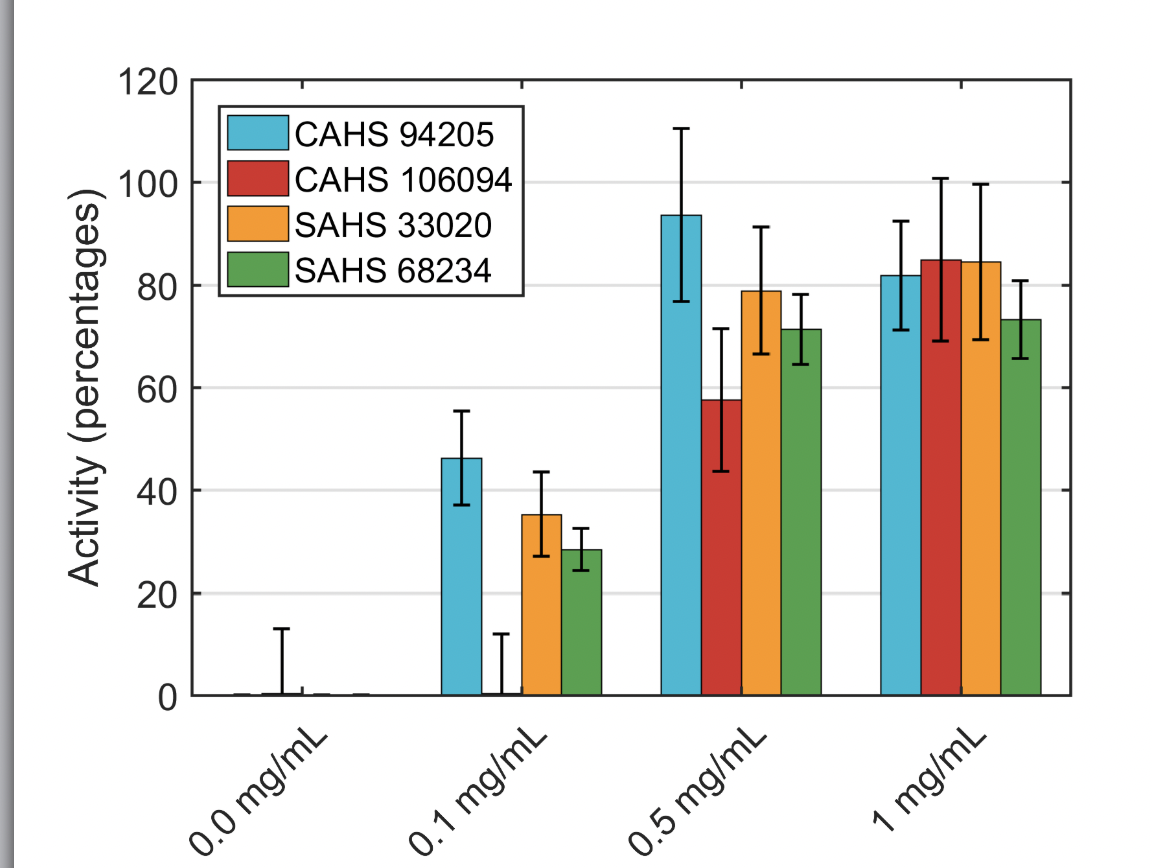 120
100
80
60
40
20
0
Activity (percentages)
CAHS 94205
CAHS 106094
SAHS 33020
SAHS 68234
0.0 mg/mL
0.1 mg/mL
0.5 mg/mL
1 mg/mL